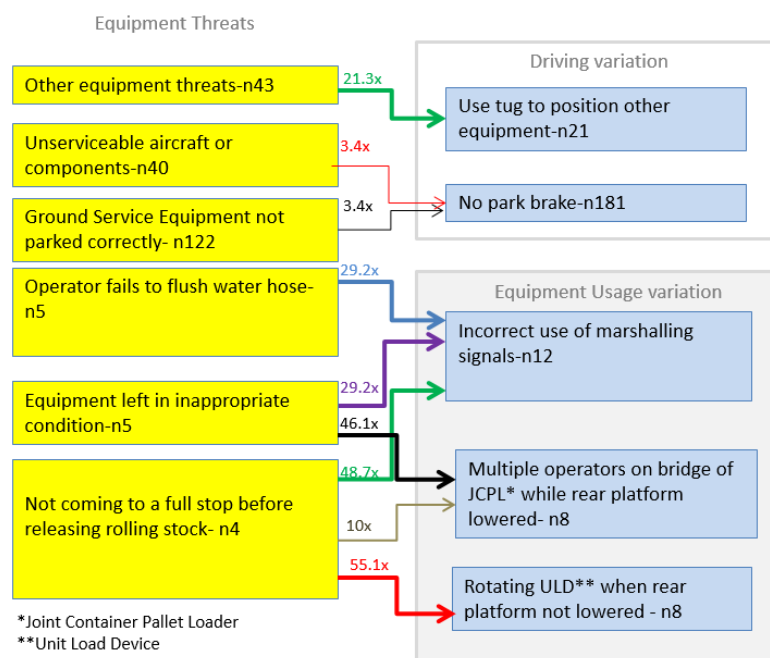 Equipment Threats
Other equipment threats-n43
21.3x
Unserviceable aircraft or
components-n40
3.4x
Ground Service Equipment not
parked correctly- n122
3.4x
Operator fails to flush water hose-
n5
29.2x
Equipment left in inappropriate
condition-n5
29.2x
46.1x
Not coming to a full stop before
releasing rolling stock- n4
48.7x
10x
55.1x
*Joint Container Pallet Loader
**Unit Load Device
Driving variation
Use tug to position other
equipment-n21
No park brake-n181
Equipment Usage variation
Incorrect use of marshalling
signals-n12
Multiple operators on bridge of
JCPL* while rear platform
lowered- n8
Rotating ULD** when rear
platform not lowered - n8